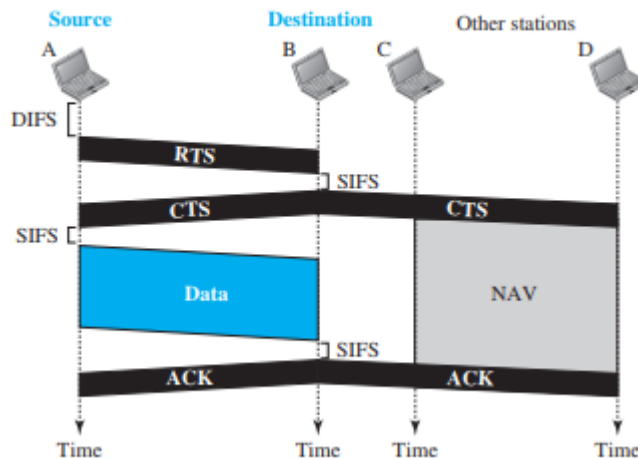 Source
Destination
Other stations
A
B
C
D
DIFS
RTS
SIFS
CTS
CTS
SIFS
Data
NAV
SIFS
ACK
ACK
Time
Time
Time
Time